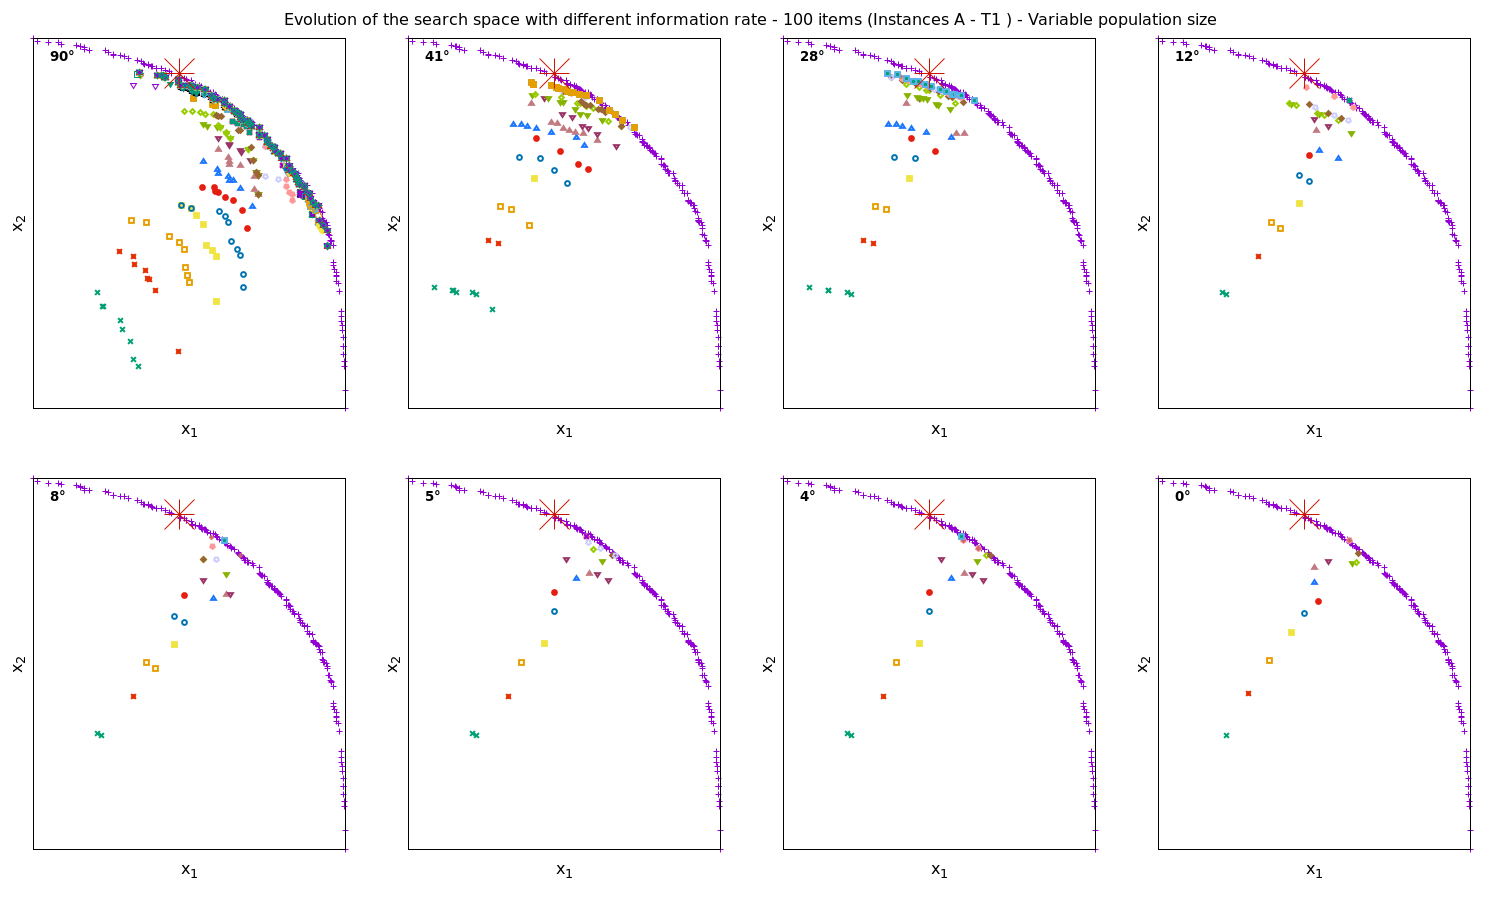 Evolution of the search space with different information rate - 100 items (Instances A - T1 ) - Variable population size
90°
41°
28°
12°
x2
x2
x2
x2
x1
x1
x1
x1
8°
5°
4°
0°
x2
x2
x2
x2
x1
x1
x1
x1